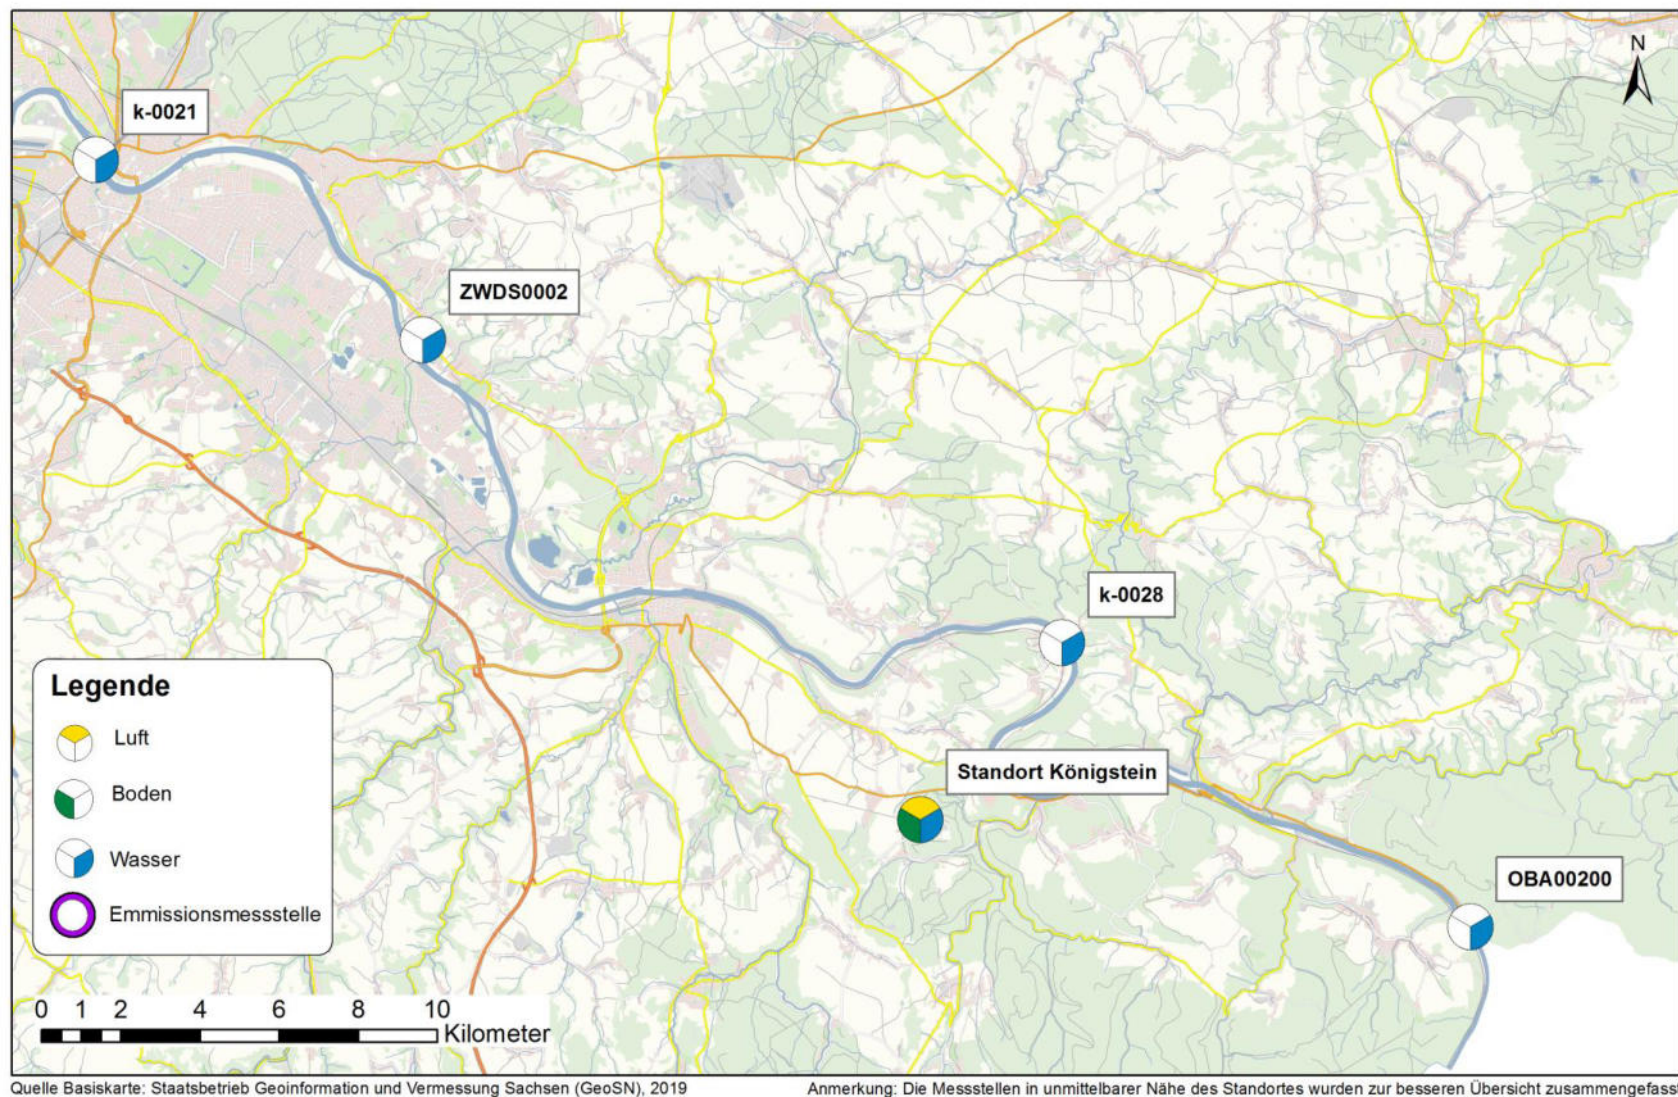 N
k-0021
ZWDS0002
k-0028
Standort Königstein
OBA00200
Legende
Luft
Boden
Wasser
Emmissionsmessstelle
0 1 2 4 6 8 10
Kilometer
Quelle Basiskarte: Staatsbetrieb Geoinformation und Vermessung Sachsen (GeoSN), 2019
Anmerkung: Die Messstellen in unmittelbarer Nähe des Standortes wurden zur besseren Übersicht zusammengefasst